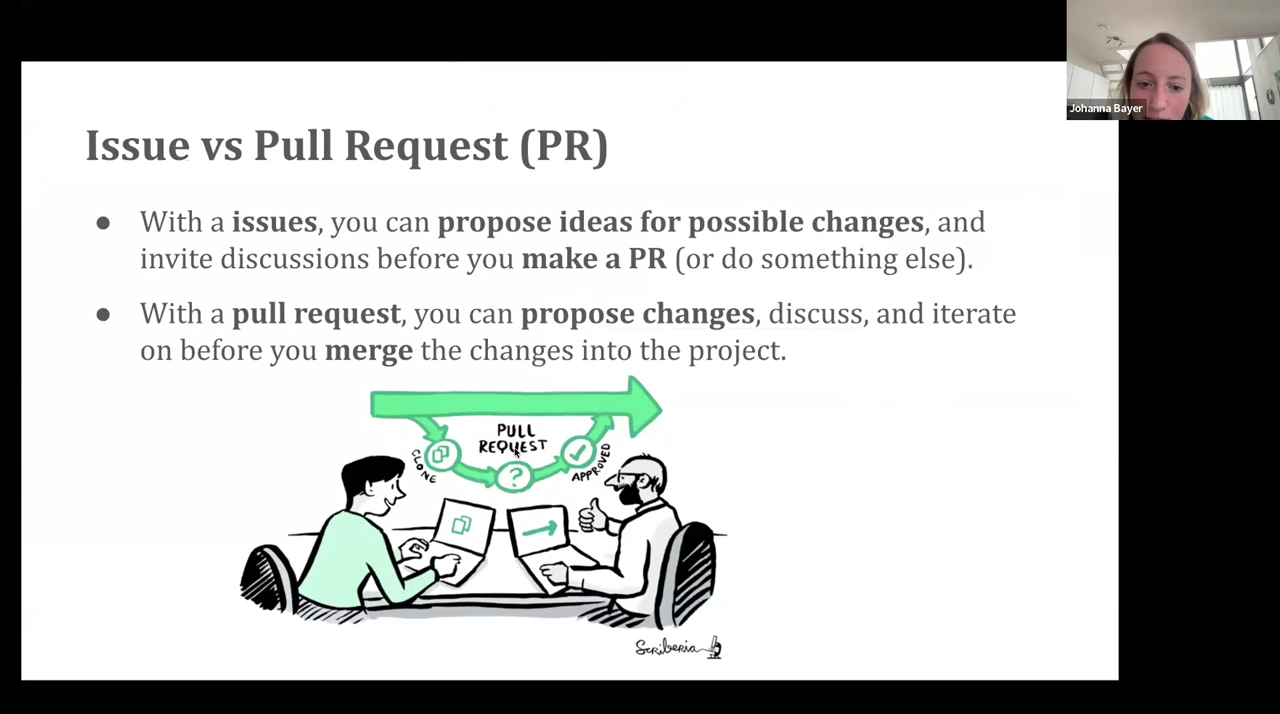 Johanna Bayer
Issue vs Pull Request (PR)
● With a issues, you can propose ideas for possible changes, and
invite discussions before you make a PR (or do something else).
● With a pull request, you can propose changes, discuss, and iterate
on before you merge the changes into the project.
PULL
REQUEST
CLONE
?
APPROVED
Scriberia